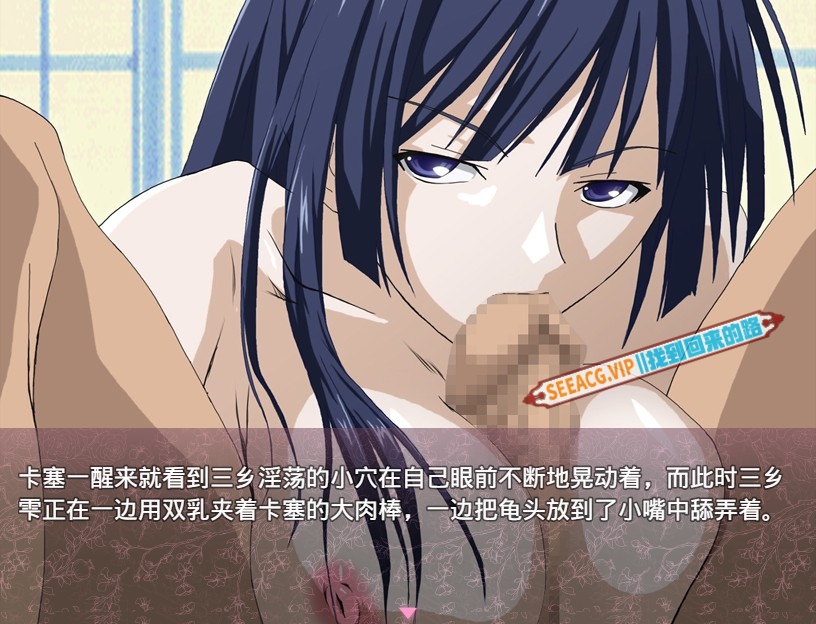 SEEACG.VIP||找到回来的路
卡塞一醒来就看到三乡淫荡的小穴在自己眼前不断地晃动着，而此时三乡
零正在一边用双乳夹着卡塞的大肉棒，一边把龟头放到了小嘴中舔弄着。